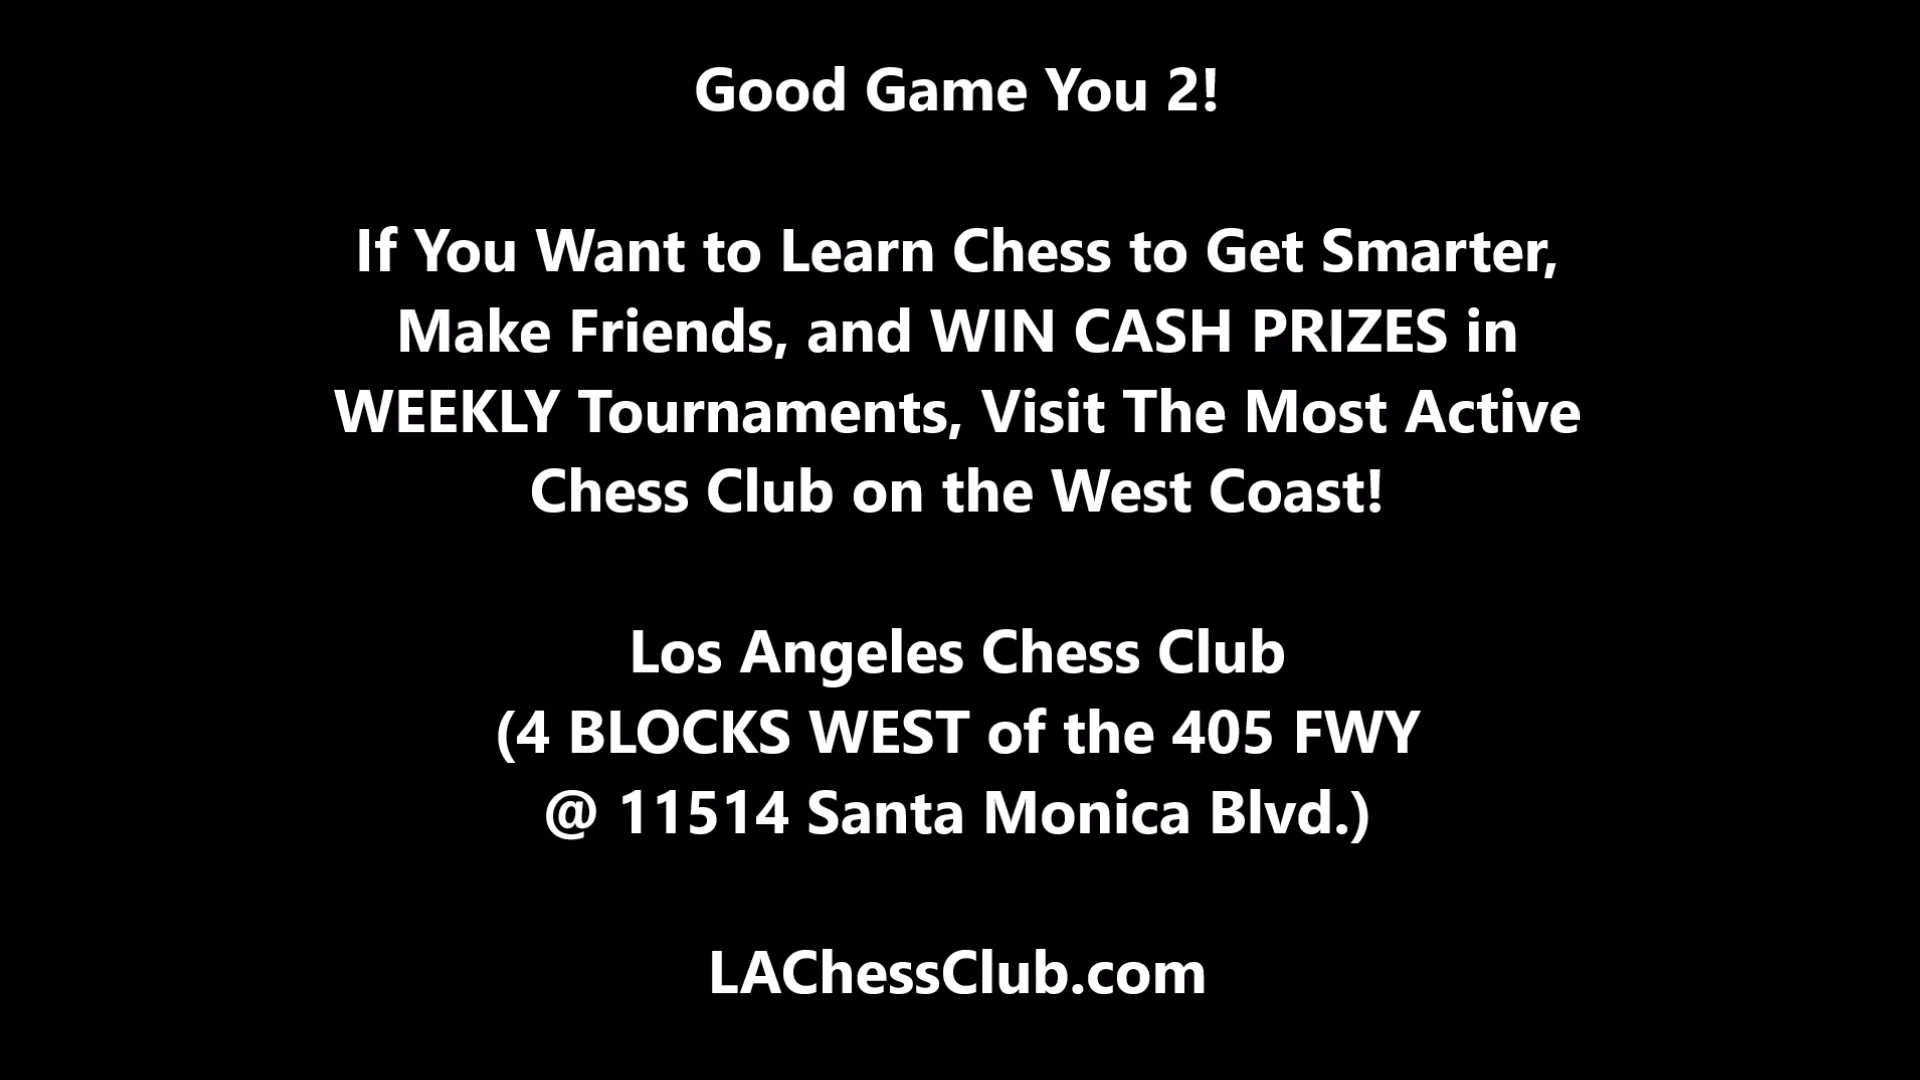 Good Game You 2!
If You Want to Learn Chess to Get Smarter,
Make Friends, and WIN CASH PRIZES in
WEEKLY Tournaments, Visit The Most Active
Chess Club on the West Coast!
Los Angeles Chess Club
(4 BLOCKS WEST of the 405 FWY
@ 11514 Santa Monica Blvd.)
LAChessClub.com